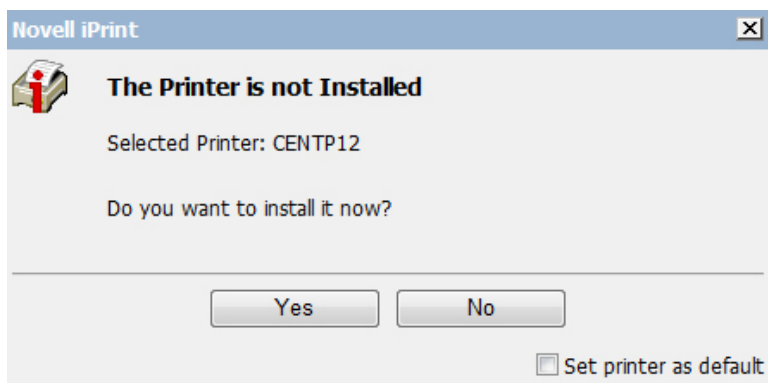 Novell iPrint
The Printer is not Installed
Selected Printer: CENTP12
Do you want to install it now?
Yes No
Set printer as default